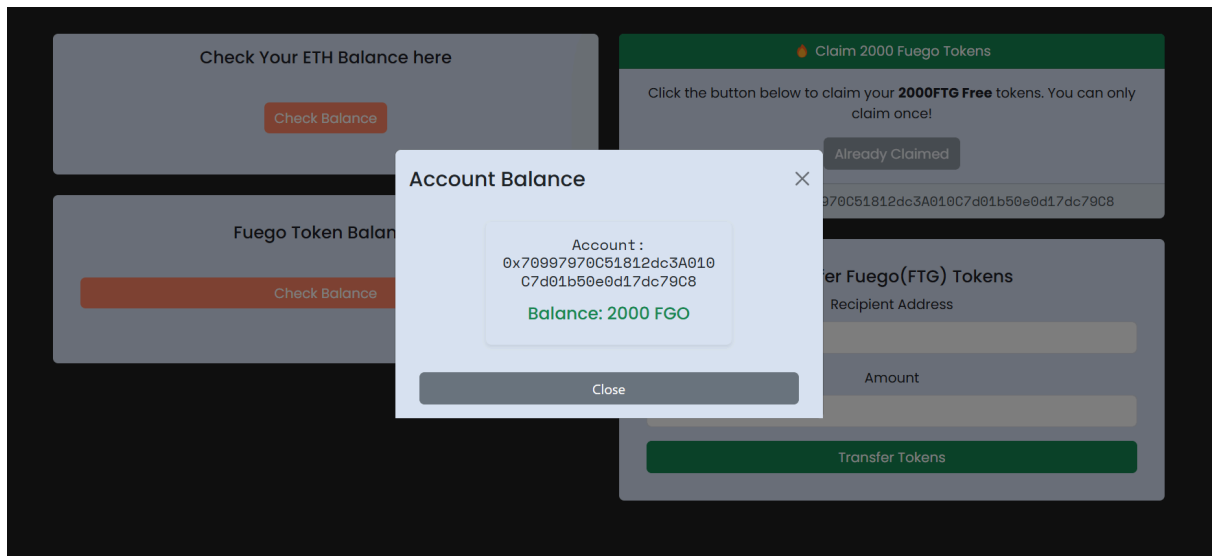 Check Your ETH Balance here
Check Balance
Fuego Token Balan
Check Balance
🔥 Claim 2000 Fuego Tokens
Click the button below to claim your 2000FTG Free tokens. You can only
claim once!
Already Claimed
970C51812dc3A010C7d01b50e0d17dc79C8
er Fuego(FTG) Tokens
Recipient Address
Amount
Transfer Tokens
Account Balance
Account:
0x70997970C51812dc3A010
C7d01b50e0d17dc79C8
Balance: 2000 FGO
Close